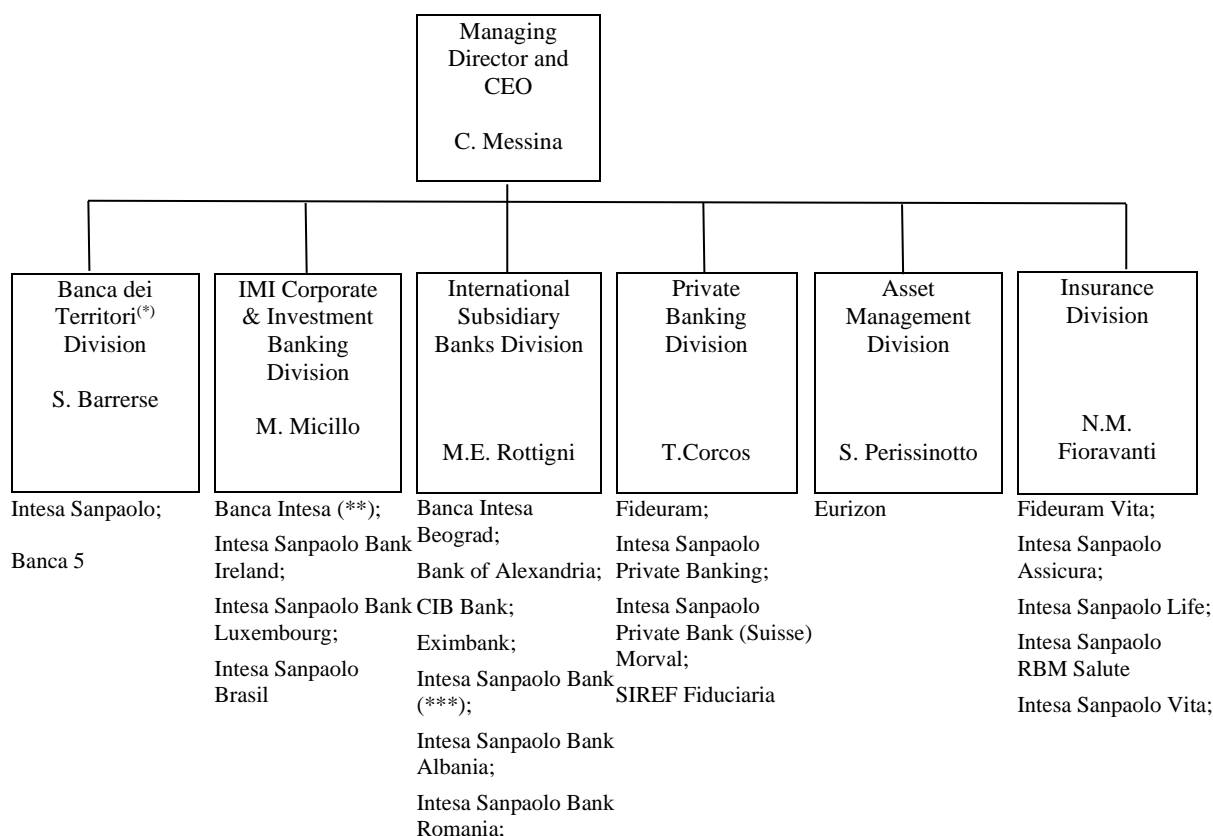 Managing
Director and
CEO
C. Messina
Banca dei
Territori(*)
Division
S. Barrerse
IMI Corporate
& Investment
Banking
Division
M. Micillo
International
Subsidiary
Banks Division
M.E. Rottigni
Private
Banking
Division
T.Corcos
Asset
Management
Division
S. Perissinotto
Insurance
Division
N.M.
Fioravanti
Intesa Sanpaolo;
Banca 5
Banca Intesa (**);
Intesa Sanpaolo Bank
Ireland;
Intesa Sanpaolo Bank
Luxembourg;
Intesa Sanpaolo
Brasil
Banca Intesa
Beograd;
Bank of Alexandria;
CIB Bank;
Eximbank;
Intesa Sanpaolo Bank
(***);
Intesa Sanpaolo Bank
Albania;
Intesa Sanpaolo Bank
Romania;
Fideuram;
Intesa Sanpaolo
Private Banking;
Intesa Sanpaolo
Private Bank (Suisse)
Morval;
SIREF Fiduciaria
Eurizon
Fideuram Vita;
Intesa Sanpaolo
Assicura;
Intesa Sanpaolo Life;
Intesa Sanpaolo
RBM Salute
Intesa Sanpaolo Vita;